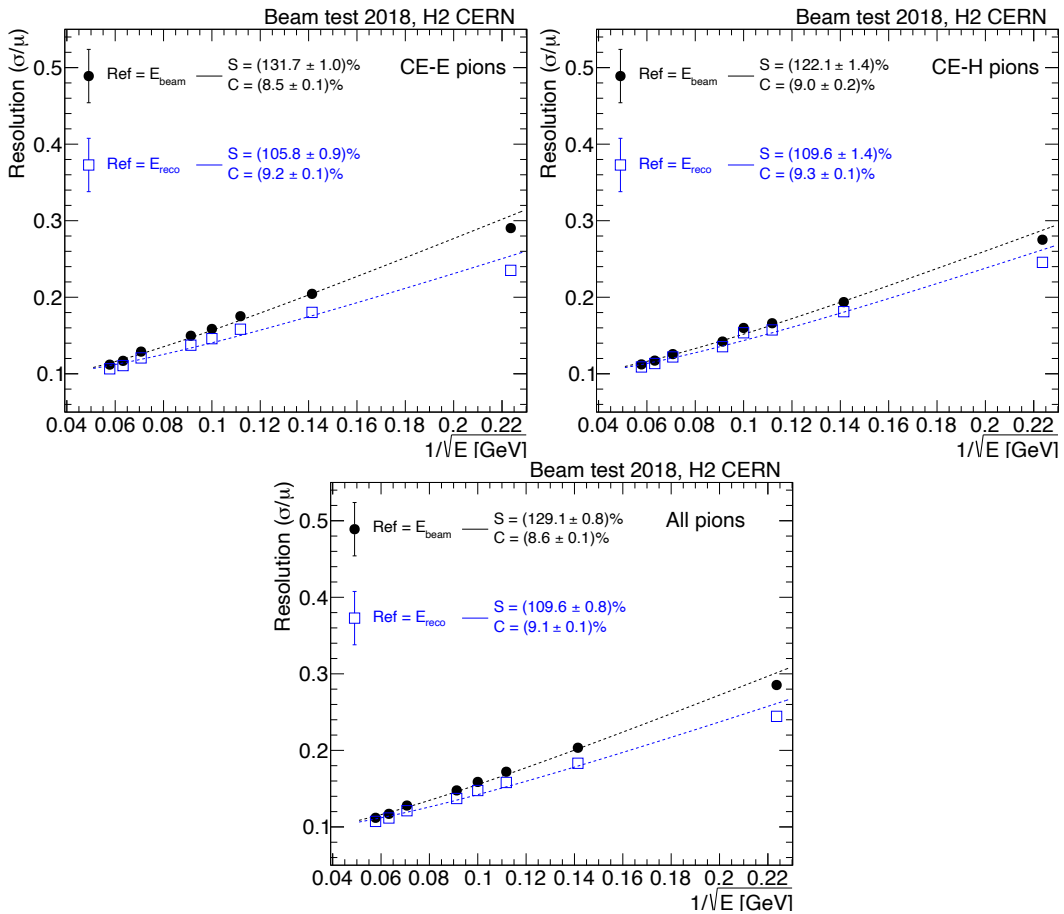 Beam test 2018, H2 CERN
Resolution (σ/μ)
CE-E pions
Ref = E_beam
S = (131.7 ± 1.0)%
C = (8.5 ± 0.1)%
Ref = E_reco
S = (105.8 ± 0.9)%
C = (9.2 ± 0.1)%
0.5
0.4
0.3
0.2
0.1
0.04 0.06 0.08 0.1 0.12 0.14 0.16 0.18 0.2 0.22
1/√E [GeV]
Beam test 2018, H2 CERN
Resolution (σ/μ)
CE-H pions
Ref = E_beam
S = (122.1 ± 1.4)%
C = (9.0 ± 0.2)%
Ref = E_reco
S = (109.6 ± 1.4)%
C = (9.3 ± 0.1)%
0.5
0.4
0.3
0.2
0.1
0.04 0.06 0.08 0.1 0.12 0.14 0.16 0.18 0.2 0.22
1/√E [GeV]
Beam test 2018, H2 CERN
Resolution (σ/μ)
All pions
Ref = E_beam
S = (129.1 ± 0.8)%
C = (8.6 ± 0.1)%
Ref = E_reco
S = (109.6 ± 0.8)%
C = (9.1 ± 0.1)%
0.5
0.4
0.3
0.2
0.1
0.04 0.06 0.08 0.1 0.12 0.14 0.16 0.18 0.2 0.22
1/√E [GeV]